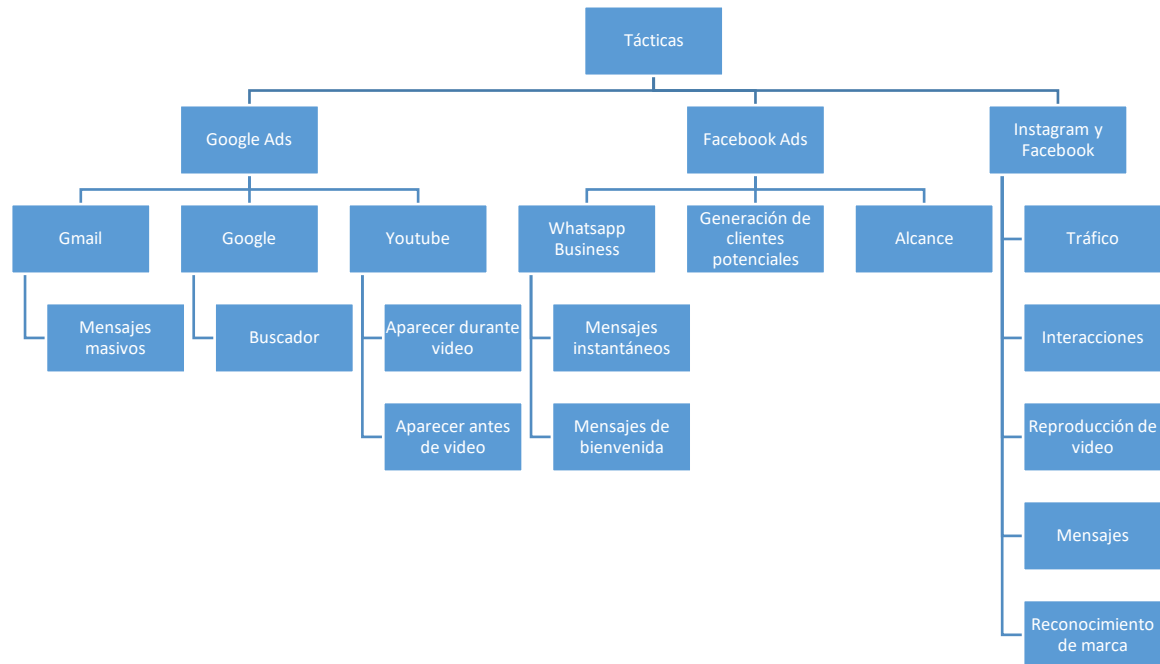 Tácticas
Google Ads
Facebook Ads
Instagram y
Facebook
Gmail
Google
Youtube
Whatsapp
Business
Generación de
clientes
potenciales
Alcance
Tráfico
Mensajes
masivos
Buscador
Aparecer durante
video
Mensajes
instantáneos
Interacciones
Aparecer antes
de video
Mensajes de
bienvenida
Reproducción de
video
Mensajes
Reconocimiento
de marca